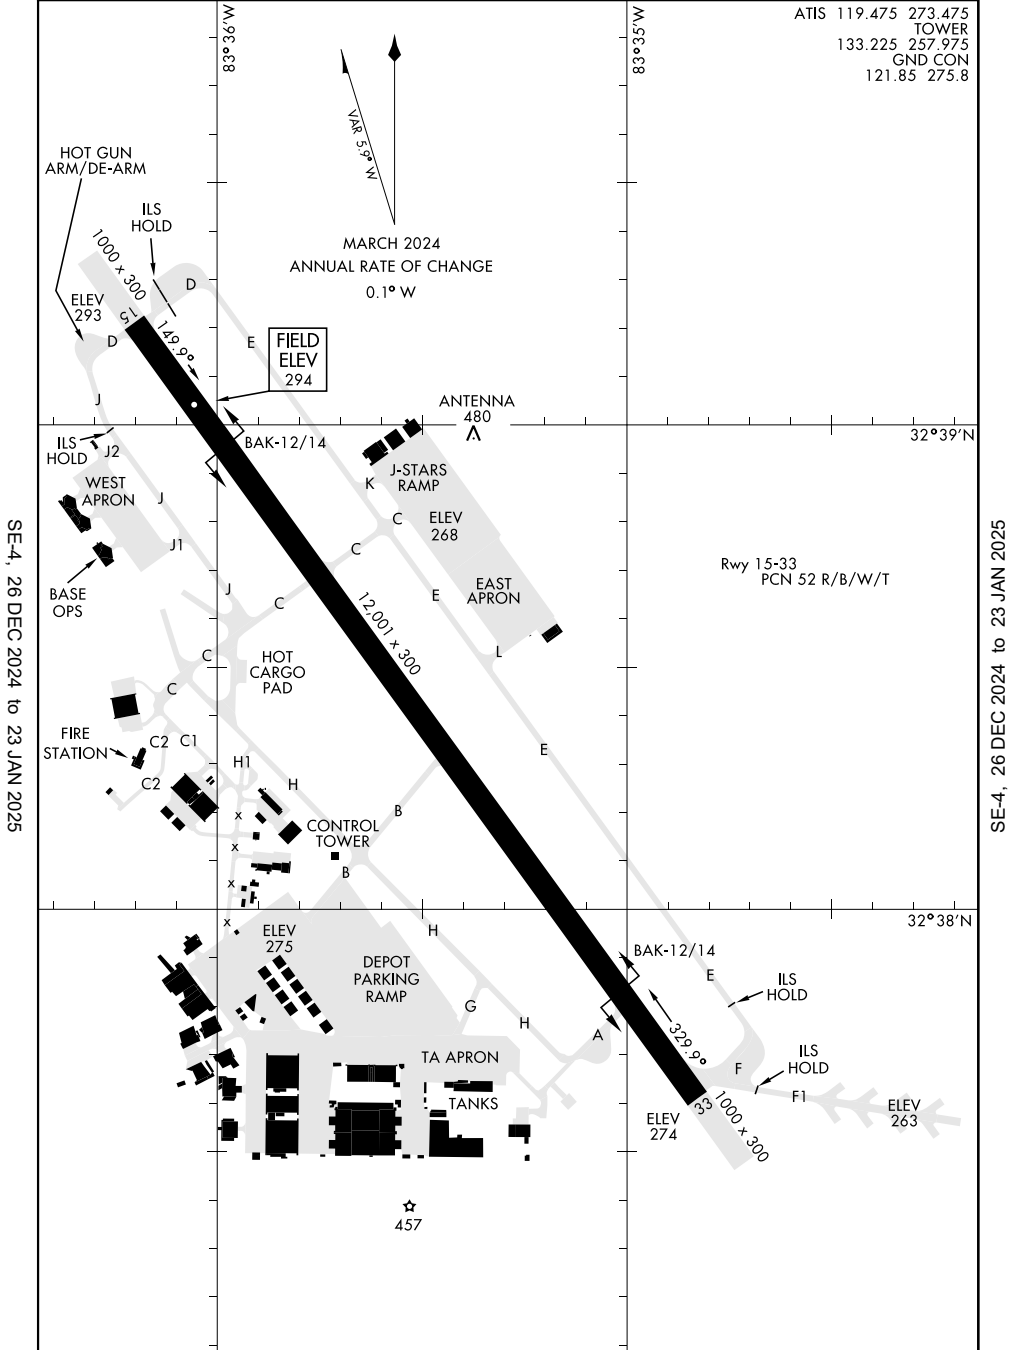 83°36'W
83°35'W
ATIS 119.475 273.475
TOWER
133.225 257.975
GND CON
121.85 275.8
VAR 5.9° W
MARCH 2024
ANNUAL RATE OF CHANGE
0.1° W
HOT GUN
ARM/DE-ARM
ILS
HOLD
1000 x 300
ELEV
293
15
149.9°
D
D
E
FIELD
ELEV
294
J
ILS
HOLD
J2
BAK-12/14
ANTENNA
480
32°39'N
WEST
APRON
J
J-STARS
RAMP
K
C
ELEV
268
C
J1
BASE
OPS
J
C
E
EAST
APRON
Rwy 15-33
PCN 52 R/B/W/T
12,001 x 300
L
C
HOT
CARGO
PAD
C
FIRE
STATION
C2
C1
E
H1
H
C2
x
B
CONTROL
TOWER
x
B
x
x
32°38'N
ELEV
275
H
DEPOT
PARKING
RAMP
BAK-12/14
E
ILS
HOLD
G
H
A
329.9°
TA APRON
F
ILS
HOLD
TANKS
F1
33
1000 x 300
ELEV
274
ELEV
263
457
SE-4, 26 DEC 2024 to 23 JAN 2025
SE-4, 26 DEC 2024 to 23 JAN 2025